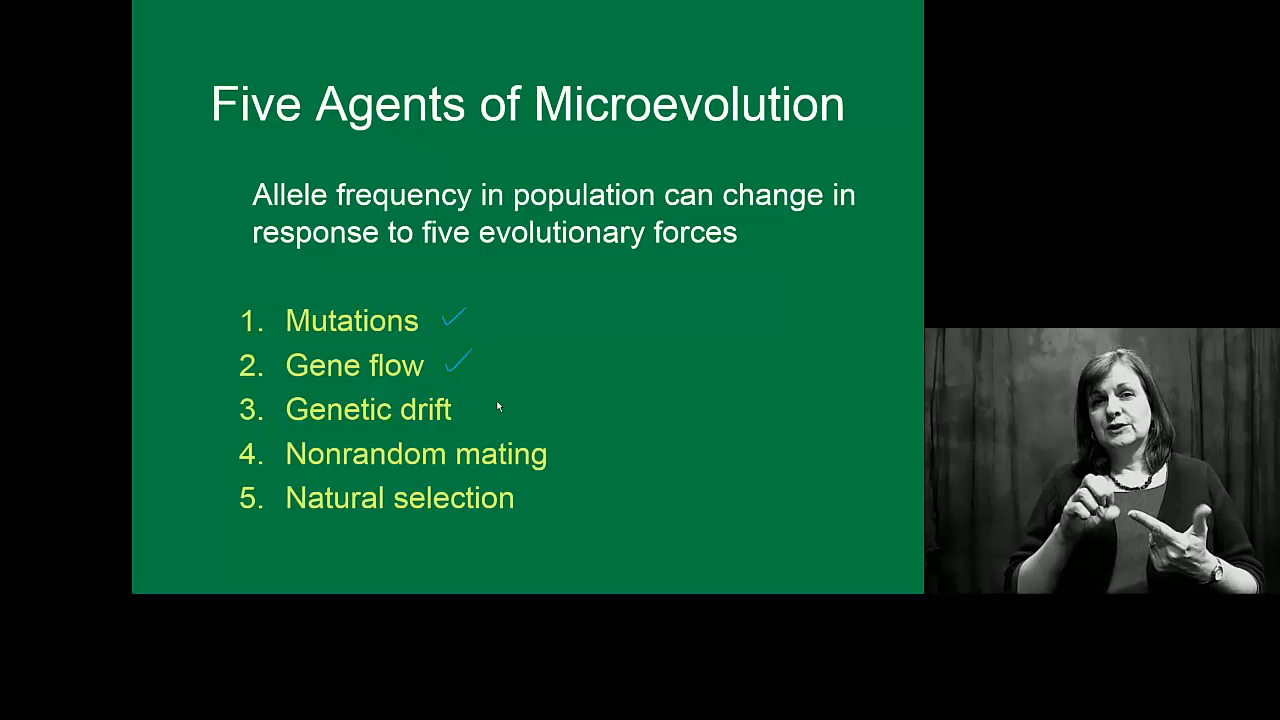 Five Agents of Microevolution
Allele frequency in population can change in
response to five evolutionary forces
1. Mutations ✓
2. Gene flow ✓
3. Genetic drift
4. Nonrandom mating
5. Natural selection